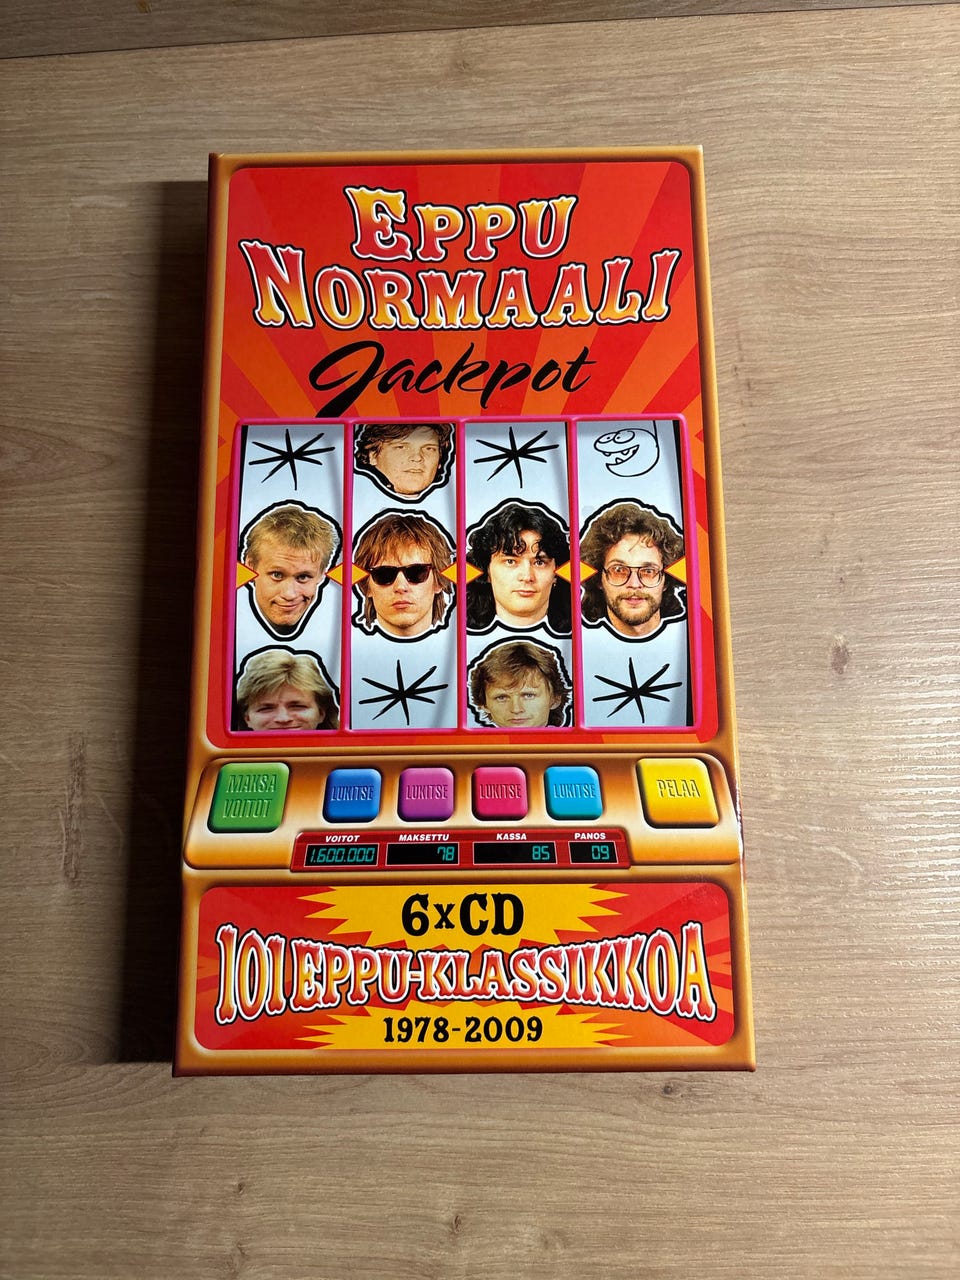 EPPU
NORMAALI
Jackpot
MAKSA
VOITOT
LUKITSE LUKITSE LUKITSE LUKITSE
PELAA
VOITOT MAKSETTU KASSA PANOS
1.600.000 78 85 09
6xCD
101 EPPU-KLASSIKKOA
1978-2009